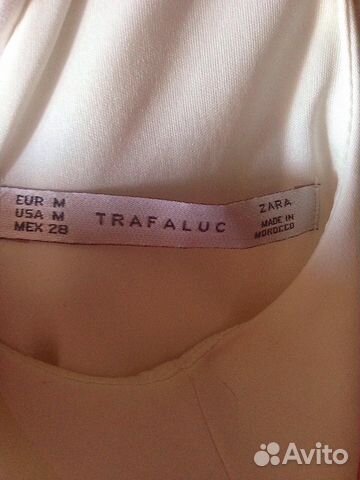 EUR M
USA M
MEX 28
TRAFALUC
ZARA
MADE IN
MOROCCO
Avito